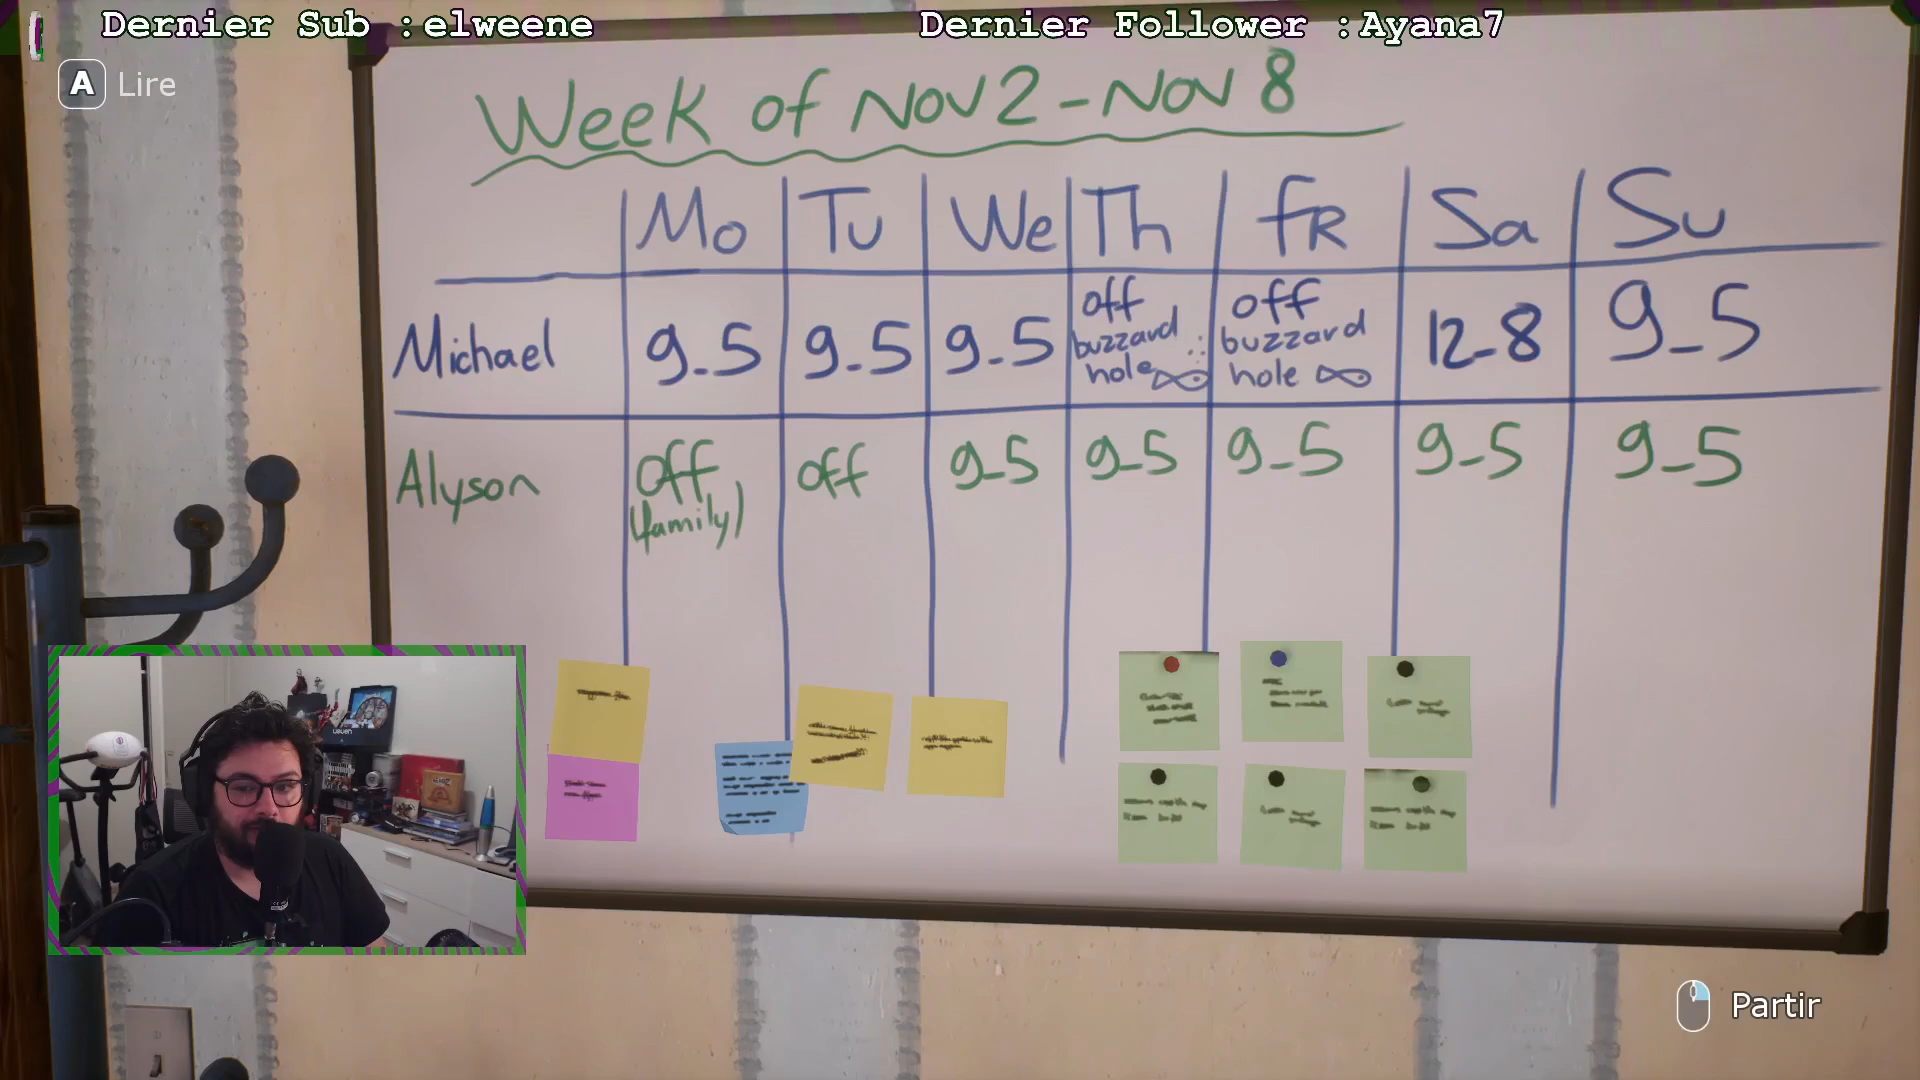 Dernier Sub :elweene
Dernier Follower :Ayana7
A Lire
Week of Nov 2 - Nov 8
Mo Tu We Th FR Sa Su
Michael 9-5 9-5 9-5 off buzzard hole off buzzard hole 12-8 9-5
Alyson Off (family) off 9-5 9-5 9-5 9-5 9-5
Partir